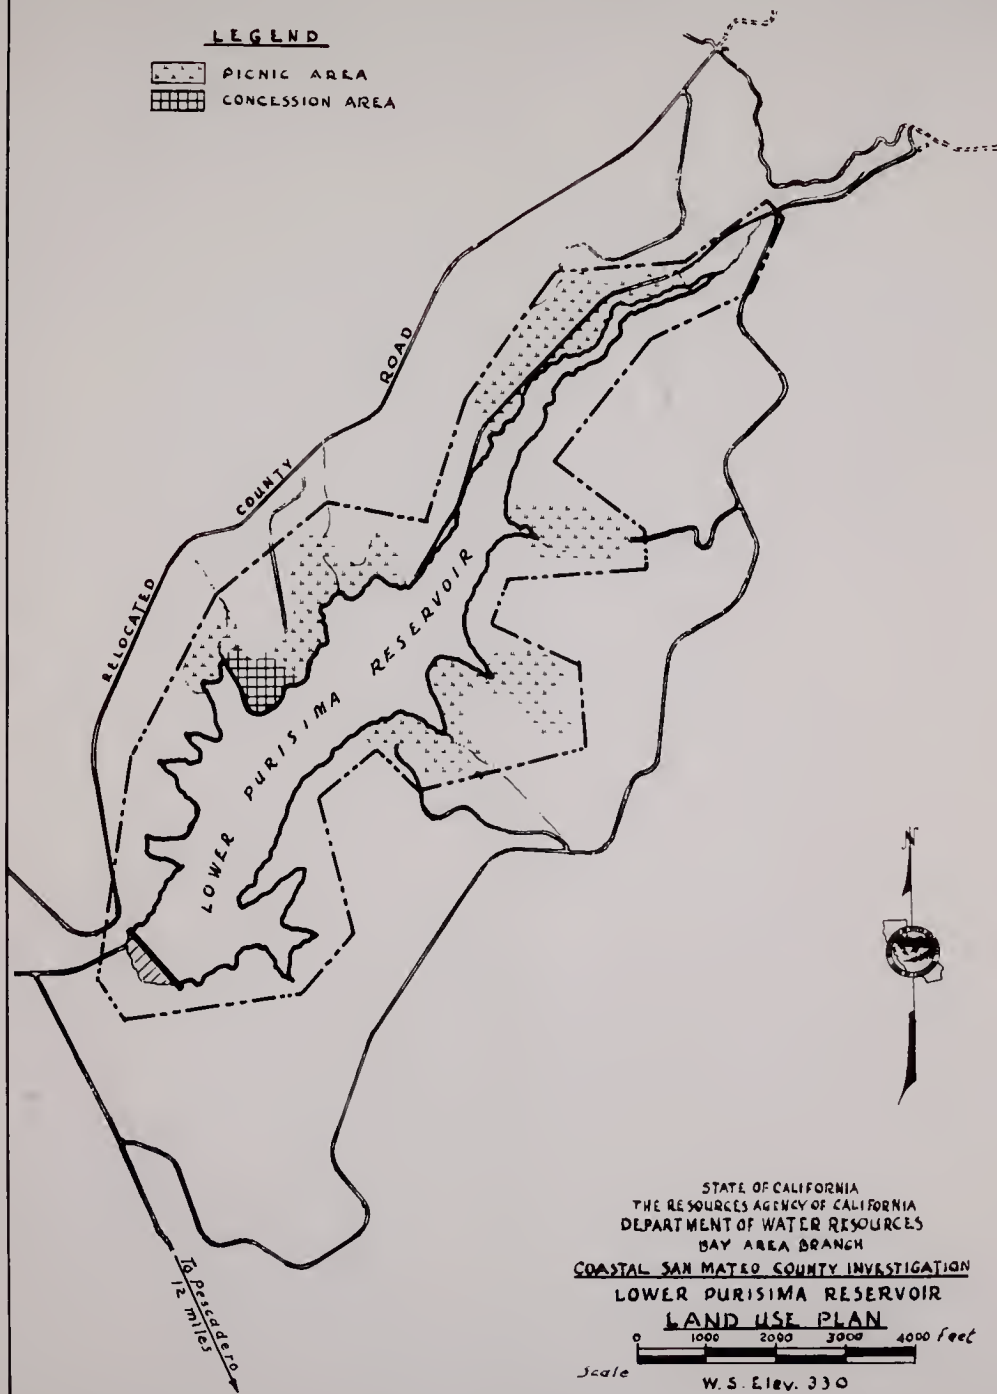 LEGEND
PICNIC AREA
CONCESSION AREA
RELOCATED COUNTY ROAD
LOWER PURISIMA RESERVOIR
N
To Pescadero
12 miles
STATE OF CALIFORNIA
THE RESOURCES AGENCY OF CALIFORNIA
DEPARTMENT OF WATER RESOURCES
BAY AREA BRANCH
COASTAL SAN MATEO COUNTY INVESTIGATION
LOWER PURISIMA RESERVOIR
LAND USE PLAN
0 1000 2000 3000 4000 Feet
Scale
W. S. Elev. 330